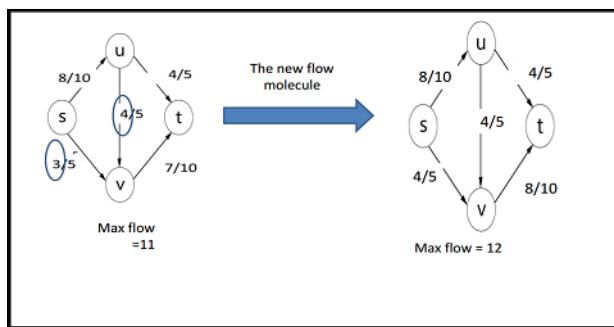 u
8/10
4/5
s
4/5
t
3/5
7/10
v
Max flow
=11
The new flow
molecule
u
8/10
4/5
s
4/5
t
4/5
8/10
v
Max flow = 12